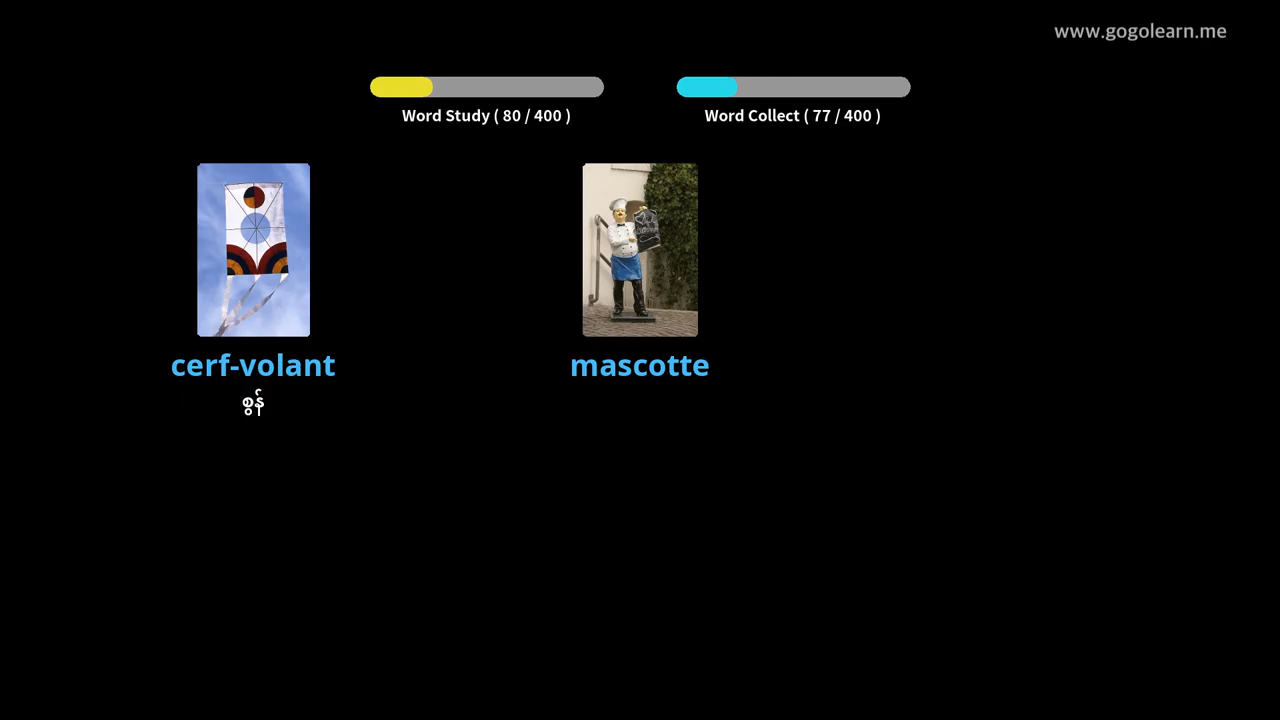 www.gogolearn.me
Word Study ( 80 / 400 )
Word Collect ( 77 / 400 )
cerf-volant
mascotte
စွန်